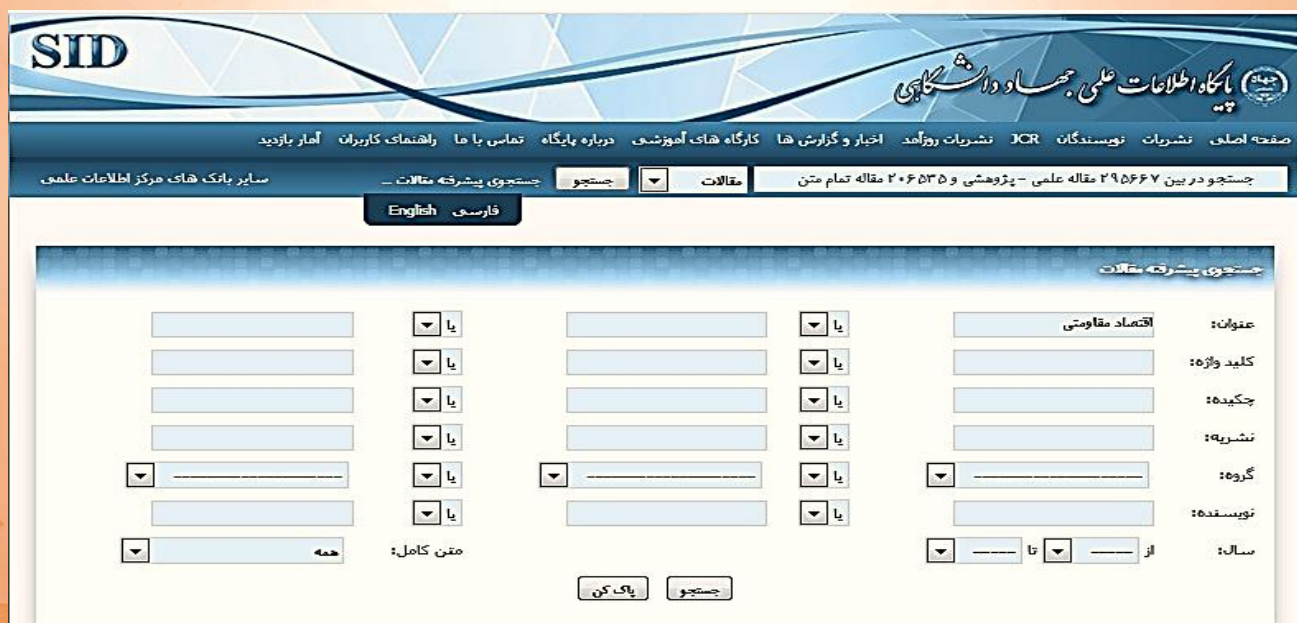 SID
پایگاه اطلاعات علمی جهاد دانشگاهی
صفحه اصلی نشریات نویسندگان JCR نشریات روزآمد اخبار و گزارش ها کارگاه های آموزشی درباره پایگاه تماس با ما راهنمای کاربران آمار بازدید
جستجو در بین ۲۹۵۶۶۷ مقاله علمی - پژوهشی و ۲۰۶۵۳۵ مقاله تمام متن مقالات جستجو جستجوی پیشرفته مقالات ... سایر بانک های مرکز اطلاعات علمی
فارسی English
جستجوی پیشرفته مقالات
عنوان: اقتصاد مقاومتی یا یا
کلید واژه: یا یا
چکیده: یا یا
نشریه: یا یا
گروه: ---------- یا ---------- یا ----------
نویسنده: یا یا
سال: از ----- تا ----- متن کامل: همه
جستجو پاک کن